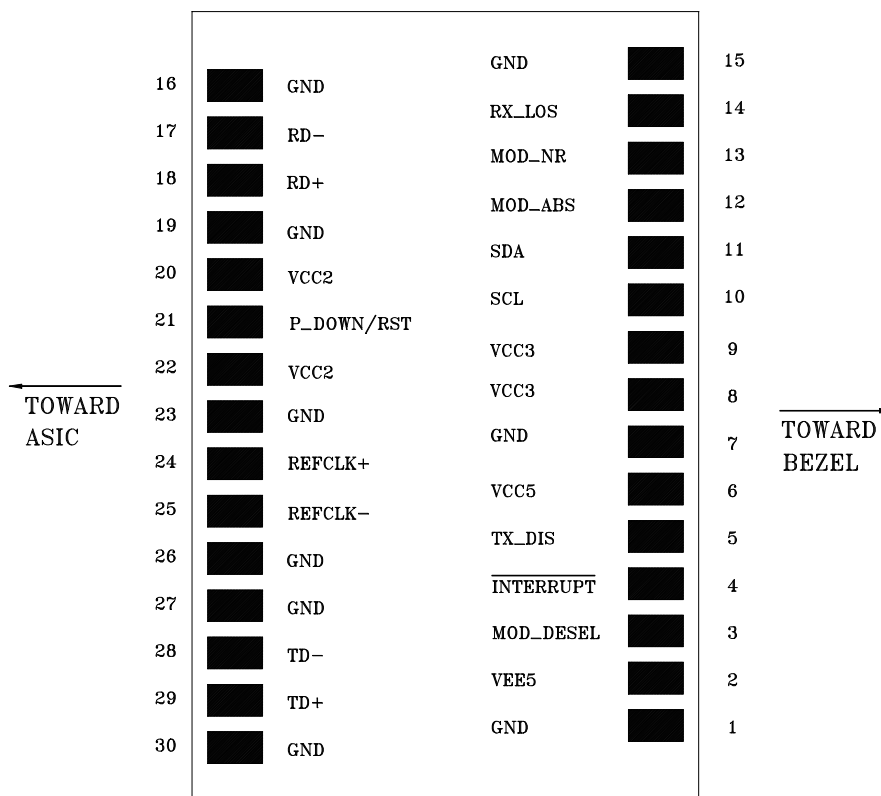 16 GND GND 15
17 RD- RX_LOS 14
18 RD+ MOD_NR 13
19 GND MOD_ABS 12
20 VCC2 SDA 11
21 P_DOWN/RST SCL 10
22 VCC2 VCC3 9
TOWARD
ASIC
23 GND VCC3 8
24 REFCLK+ GND 7
TOWARD
BEZEL
25 REFCLK- VCC5 6
26 GND TX_DIS 5
27 GND INTERRUPT 4
28 TD- MOD_DESEL 3
29 TD+ VEE5 2
30 GND GND 1